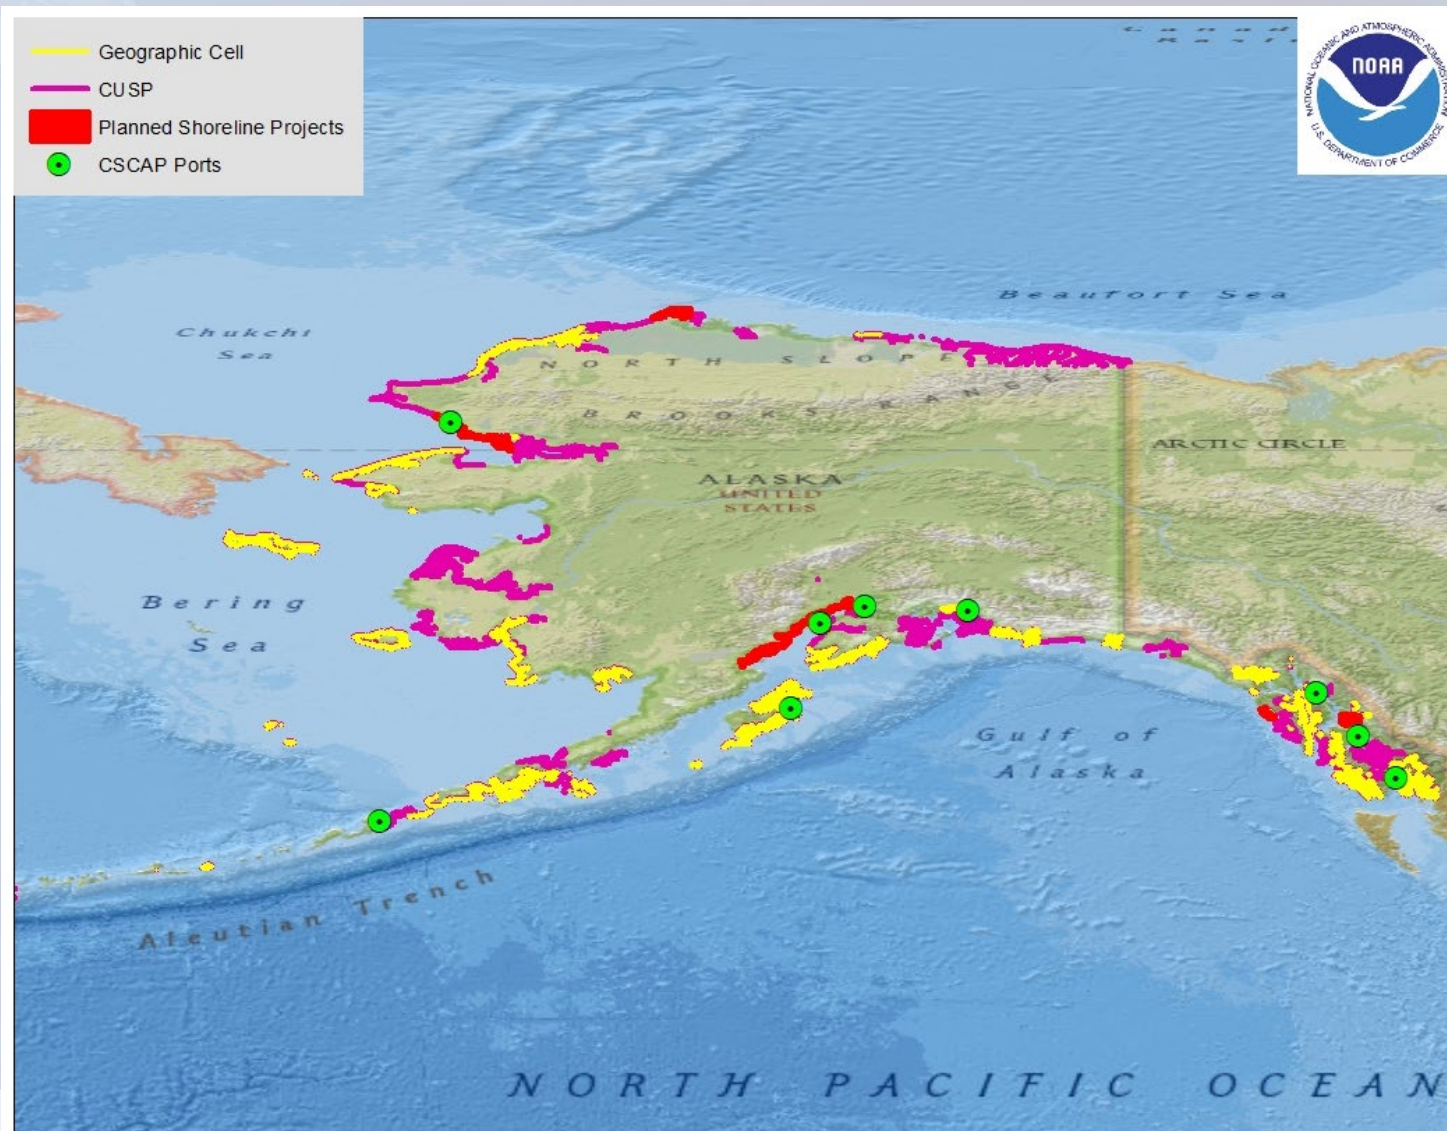 Geographic Cell
CUSP
Planned Shoreline Projects
CSCAP Ports
NATIONAL OCEANIC AND ATMOSPHERIC ADMINISTRATION
NOAA
U.S. DEPARTMENT OF COMMERCE
Beaufort Sea
Chukchi
Sea
NORTH SLOPE
BROOKS RANGE
ARCTIC CIRCLE
ALASKA
UNITED
STATES
Bering
Sea
Gulf of
Alaska
Aleutian Trench
NORTH PACIFIC OCEAN